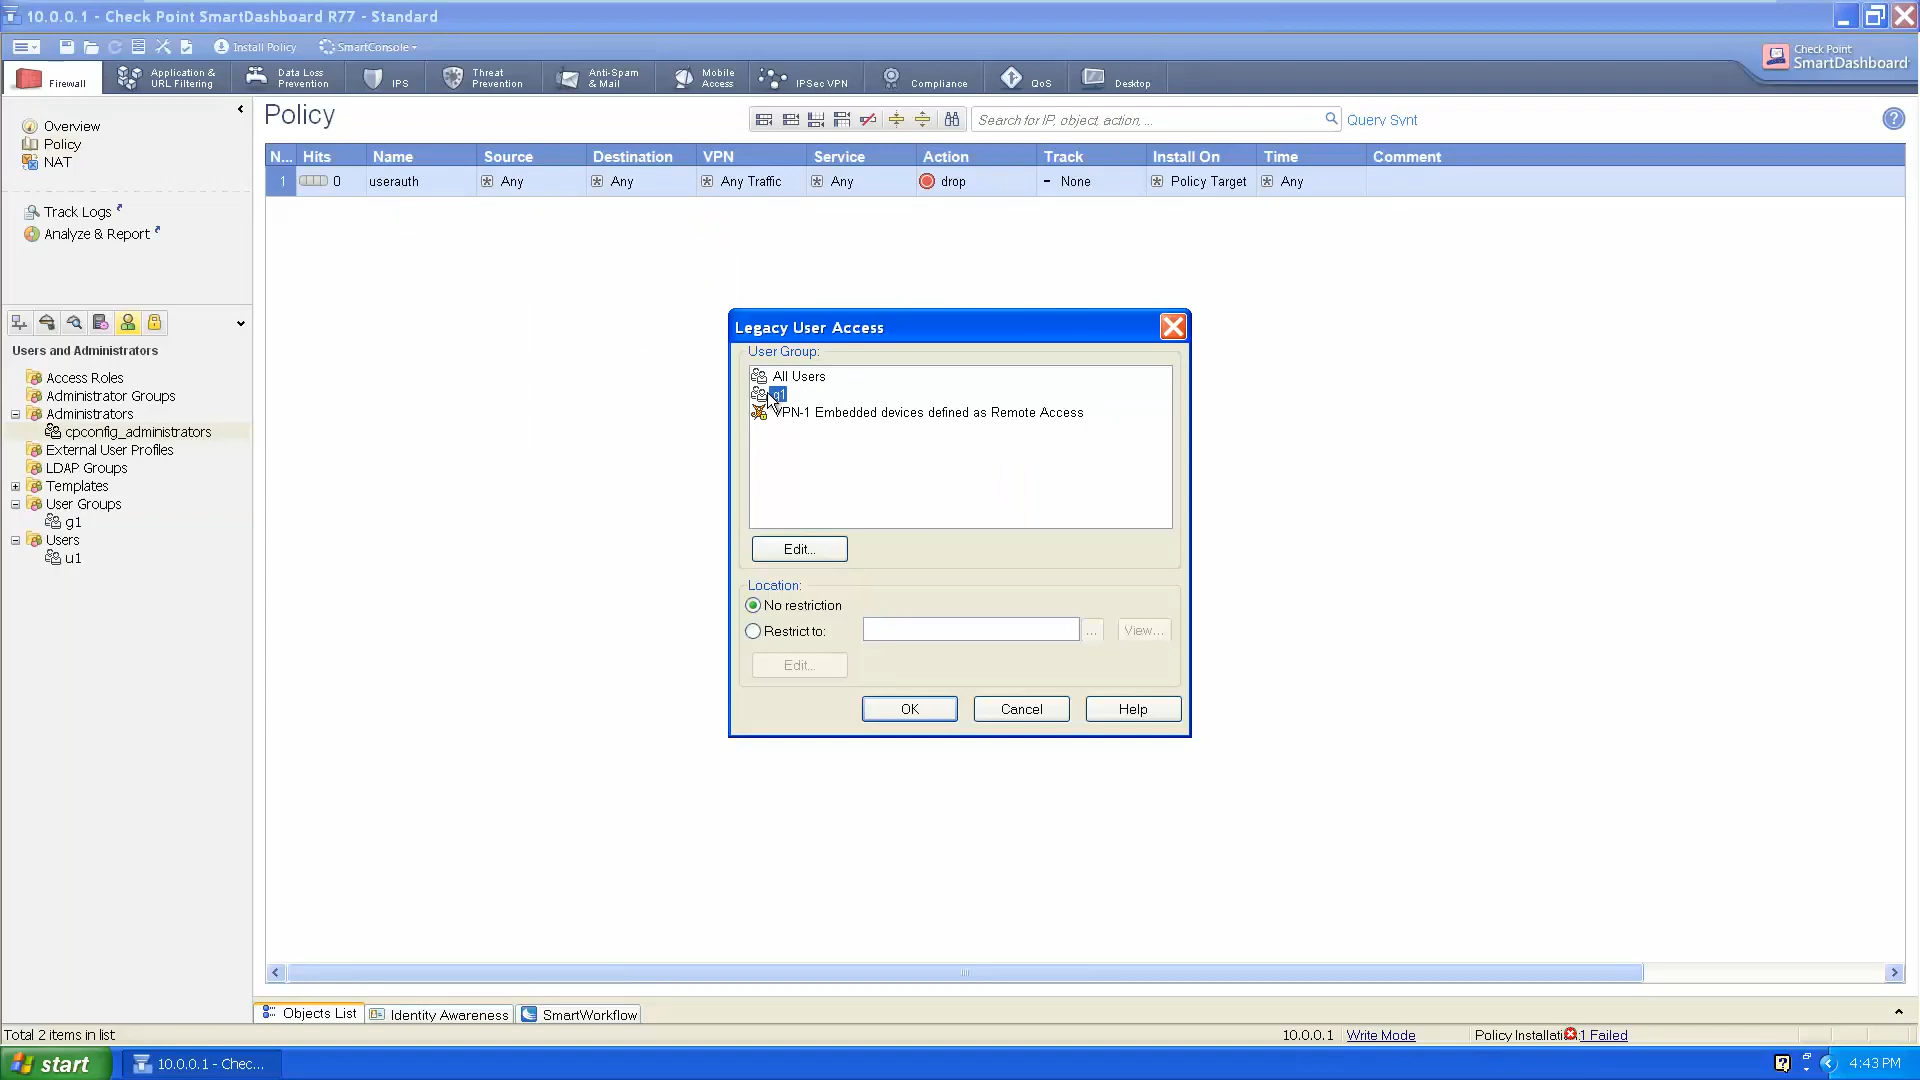 10.0.0.1 - Check Point SmartDashboard R77 - Standard
Install Policy SmartConsole
Check Point
SmartDashboard
Firewall
Application &
URL Filtering
Data Loss
Prevention
IPS
Threat
Prevention
Anti-Spam
& Mail
Mobile
Access
IPSec VPN
Compliance
QoS
Desktop
Overview
Policy
NAT
Track Logs
Analyze & Report
Policy
Search for IP, object, action, ...
Query Synt
N... Hits Name Source Destination VPN Service Action Track Install On Time Comment
1 0 userauth Any Any Any Traffic Any drop None Policy Target Any
Users and Administrators
Access Roles
Administrator Groups
Administrators
cpconfig_administrators
External User Profiles
LDAP Groups
Templates
User Groups
g1
Users
u1
Legacy User Access
User Group:
All Users
g1
VPN-1 Embedded devices defined as Remote Access
Edit...
Location:
No restriction
Restrict to:
... View...
Edit...
OK Cancel Help
Objects List Identity Awareness SmartWorkflow
Total 2 items in list
10.0.0.1 Write Mode
1 Failed
start
10.0.0.1 - Chec...
4:43 PM